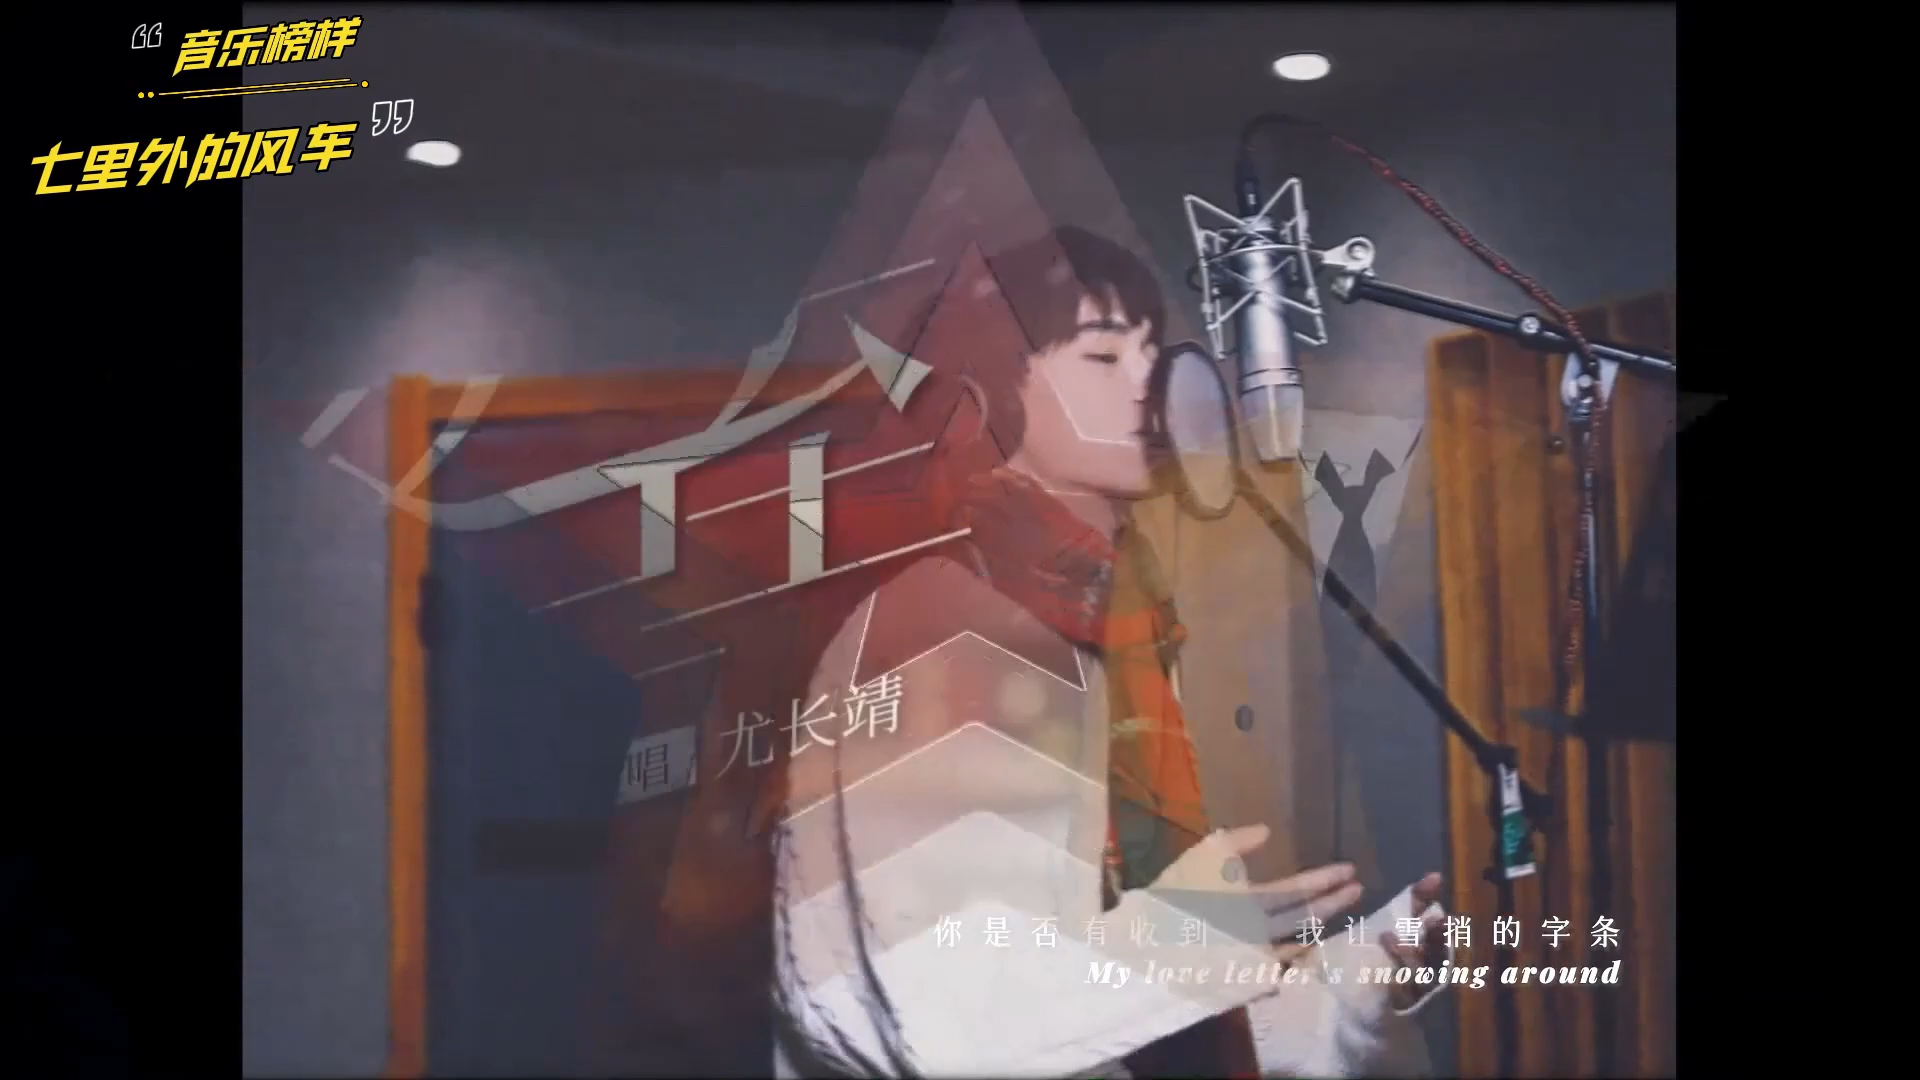 音乐榜样
七里外的风车
唱 尤长靖
你是否有收到 我让雪捎的字条
My love letter's snowing around